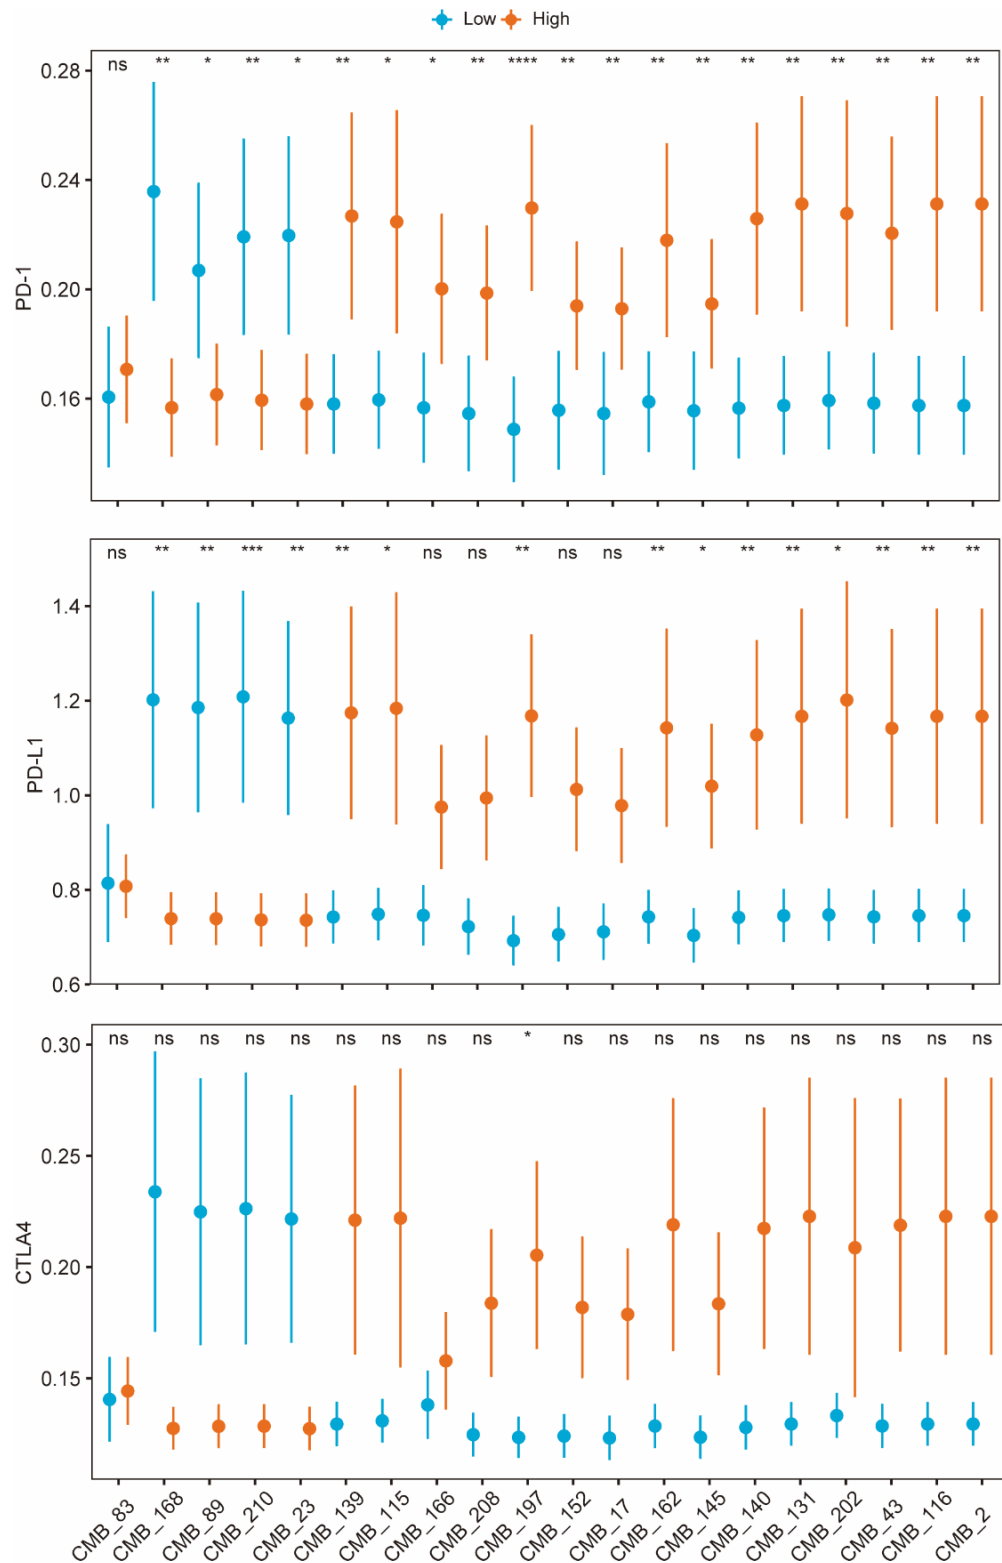 Low High
ns ** * ** * ** * * ** **** ** ** ** ** ** ** ** ** ** **
0.28
0.24
0.20
0.16
PD-1
ns ** ** *** ** ** * ns ns ** ns ns ** * ** ** * ** ** **
1.4
1.2
1.0
0.8
0.6
PD-L1
ns ns ns ns ns ns ns ns ns * ns ns ns ns ns ns ns ns ns ns
0.30
0.25
0.20
0.15
CTLA4
CMB_83 CMB_168 CMB_89 CMB_210 CMB_23 CMB_139 CMB_115 CMB_166 CMB_208 CMB_197 CMB_152 CMB_17 CMB_162 CMB_145 CMB_140 CMB_131 CMB_202 CMB_43 CMB_116 CMB_2